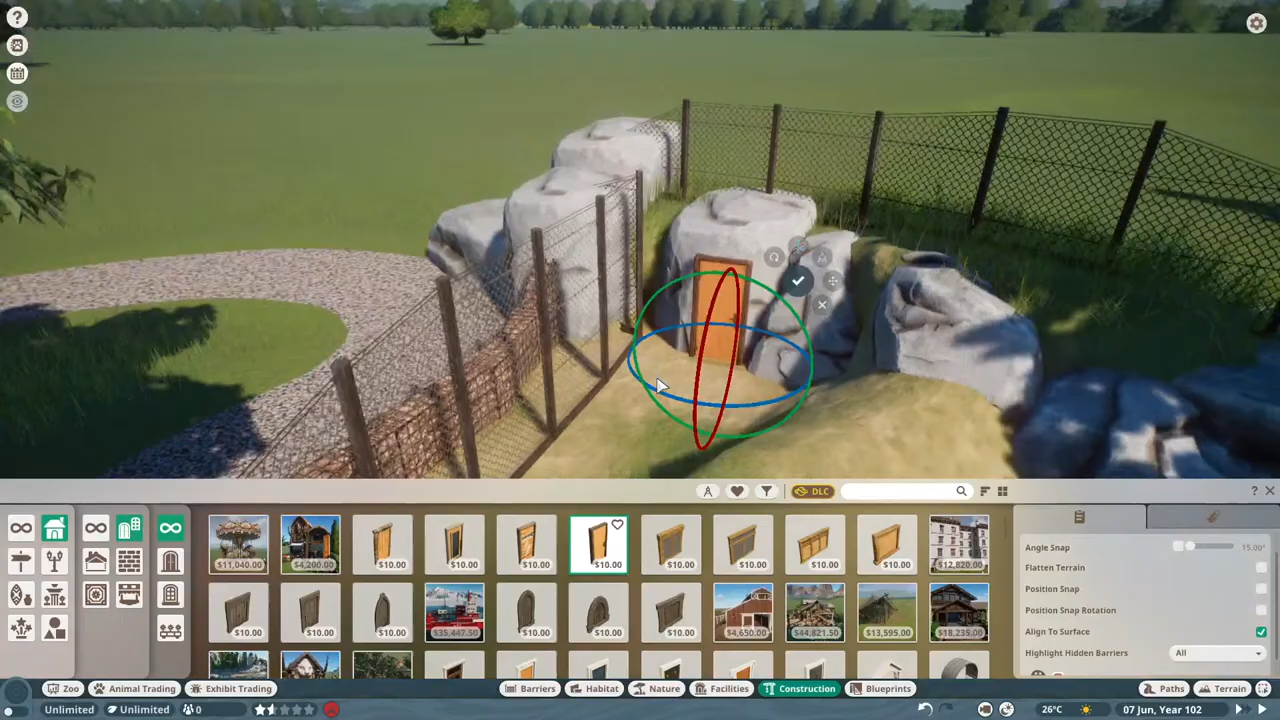 ?
DLC
? ×
$11,040.00 $4,200.00 $10.00 $10.00 $10.00 $10.00 $10.00 $10.00 $10.00 $10.00 $12,820.00
$10.00 $10.00 $10.00 $35,447.50 $10.00 $10.00 $10.00 $4,650.00 $44,821.50 $13,595.00 $18,235.00
Angle Snap 15.00°
Flatten Terrain
Position Snap
Position Snap Rotation
Align To Surface
Highlight Hidden Barriers All
Zoo Animal Trading Exhibit Trading Barriers Habitat Nature Facilities Construction Blueprints Paths Terrain
Unlimited Unlimited 0 26°C 07 Jun, Year 102